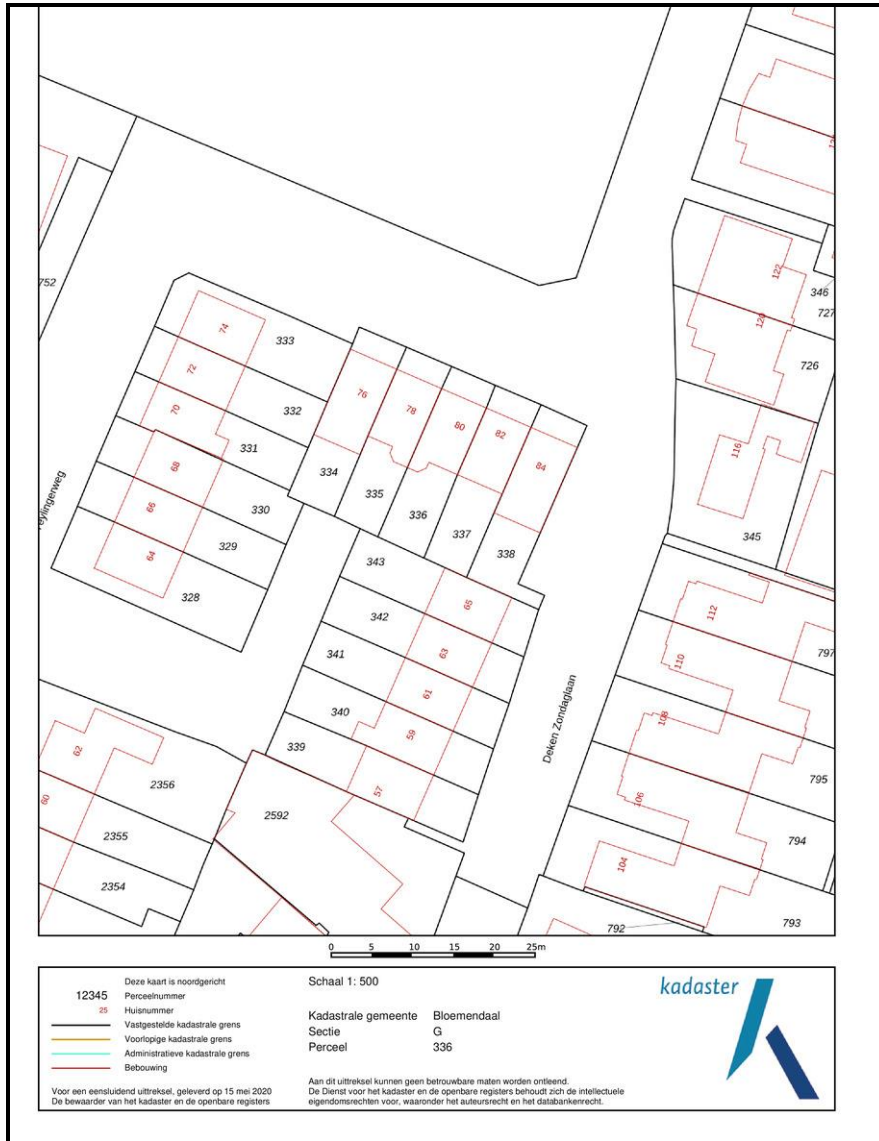 122
346
727
120
726
116
345
752
74
333
72
332
70
331
68
330
66
329
64
328
76
78
80
82
84
334
335
336
337
338
343
65
342
63
341
61
340
59
339
57
112
797
110
108
795
106
794
104
793
792
Deken Zondaglaan
62
2356
60
2355
2354
2592
0 5 10 15 20 25m
Deze kaart is noordgericht
12345 Perceelnummer
25 Huisnummer
Vastgestelde kadastrale grens
Voorlopige kadastrale grens
Administratieve kadastrale grens
Bebouwing
Voor een eensluidend uittreksel, geleverd op 15 mei 2020
De bewaarder van het kadaster en de openbare registers
Schaal 1: 500
Kadastrale gemeente Bloemendaal
Sectie G
Perceel 336
Aan dit uittreksel kunnen geen betrouwbare maten worden ontleend.
De Dienst voor het kadaster en de openbare registers behoudt zich de intellectuele
eigendomsrechten voor, waaronder het auteursrecht en het databankenrecht.
kadaster